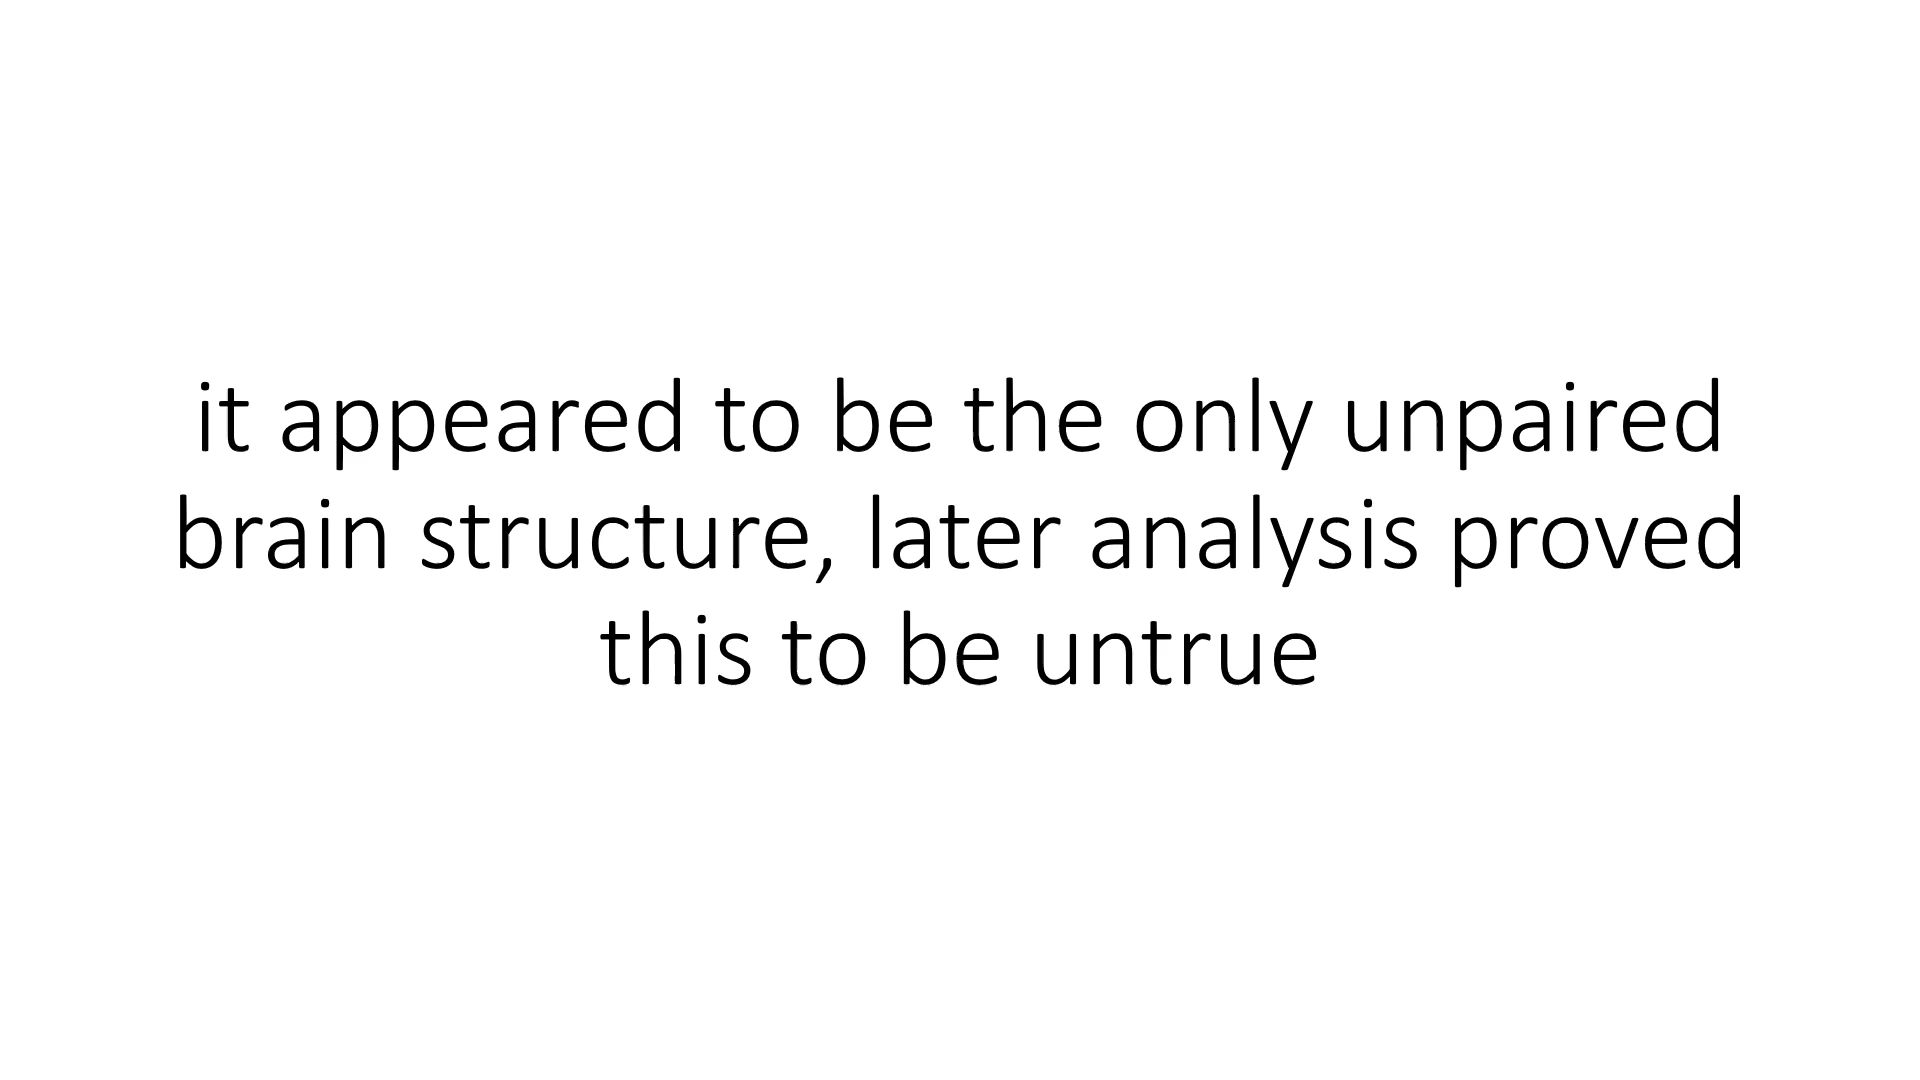 it appeared to be the only unpaired
brain structure, later analysis proved
this to be untrue